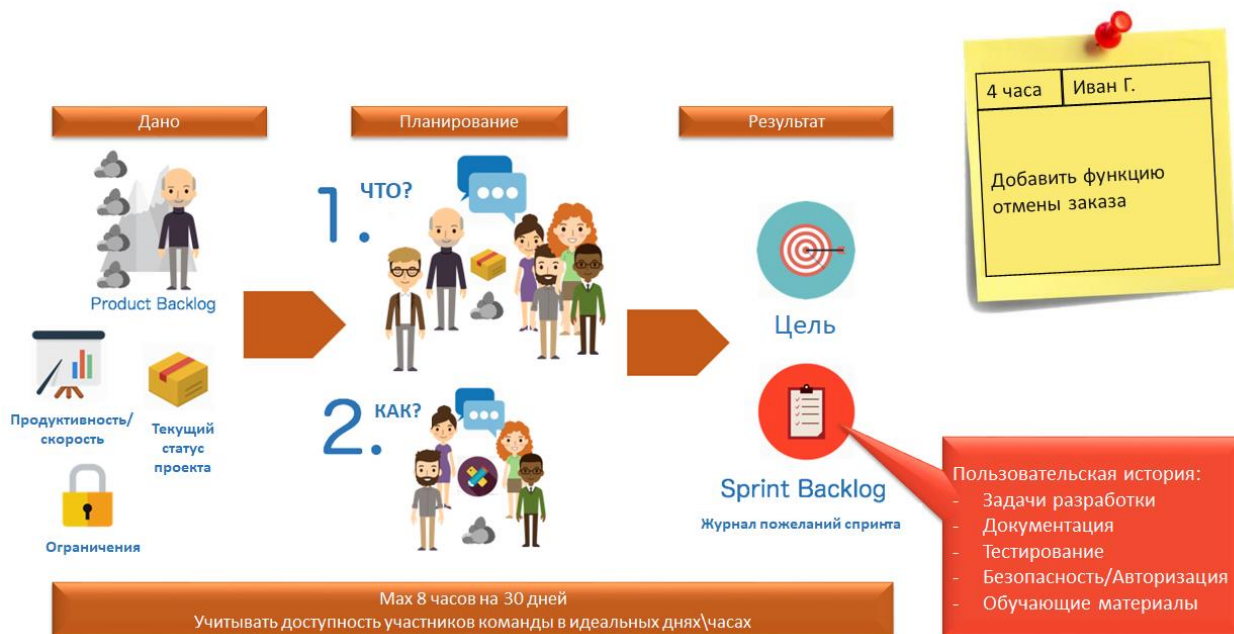 Дано
Product Backlog
Продуктивность/
скорость
Текущий
статус
проекта
Ограничения
Планирование
1. ЧТО?
2. КАК?
Результат
Цель
Sprint Backlog
Журнал пожеланий спринта
4 часа Иван Г.
Добавить функцию
отмены заказа
Пользовательская история:
- Задачи разработки
- Документация
- Тестирование
- Безопасность/Авторизация
- Обучающие материалы
Max 8 часов на 30 дней
Учитывать доступность участников команды в идеальных днях\часах